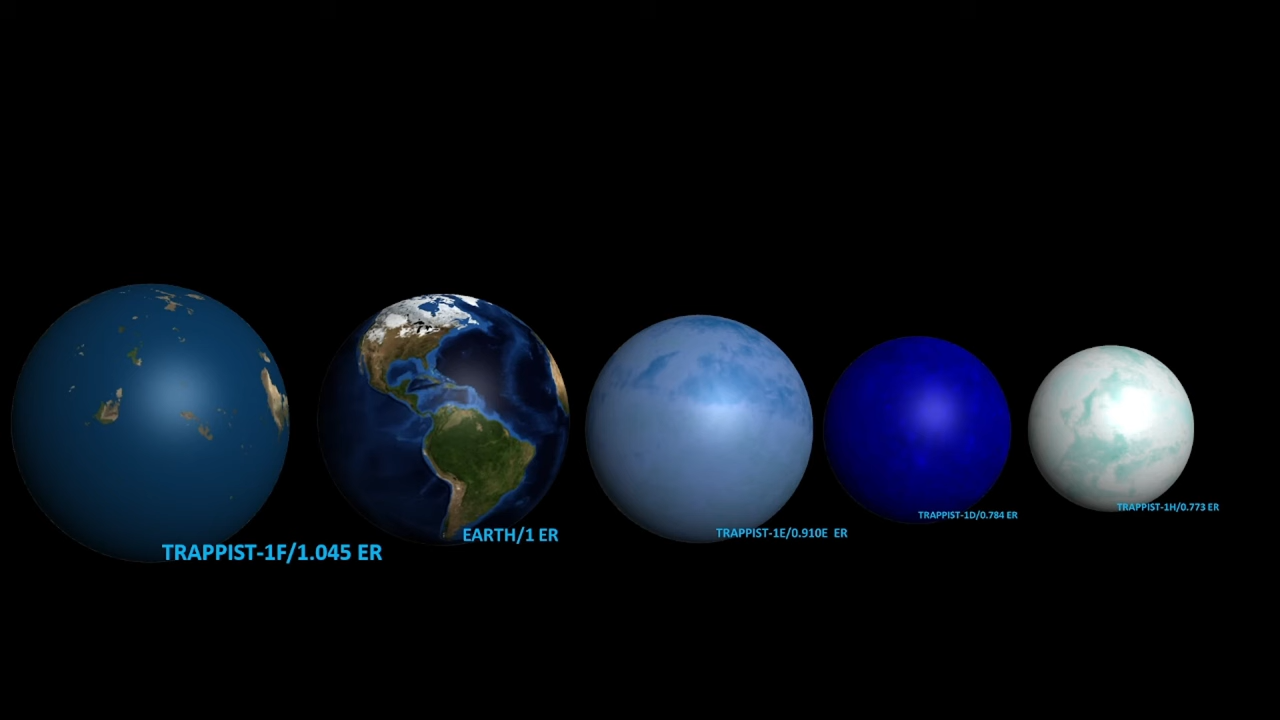 TRAPPIST-1F/1.045 ER
EARTH/1 ER
TRAPPIST-1E/0.910E  ER
TRAPPIST-1D/0.784 ER
TRAPPIST-1H/0.773 ER